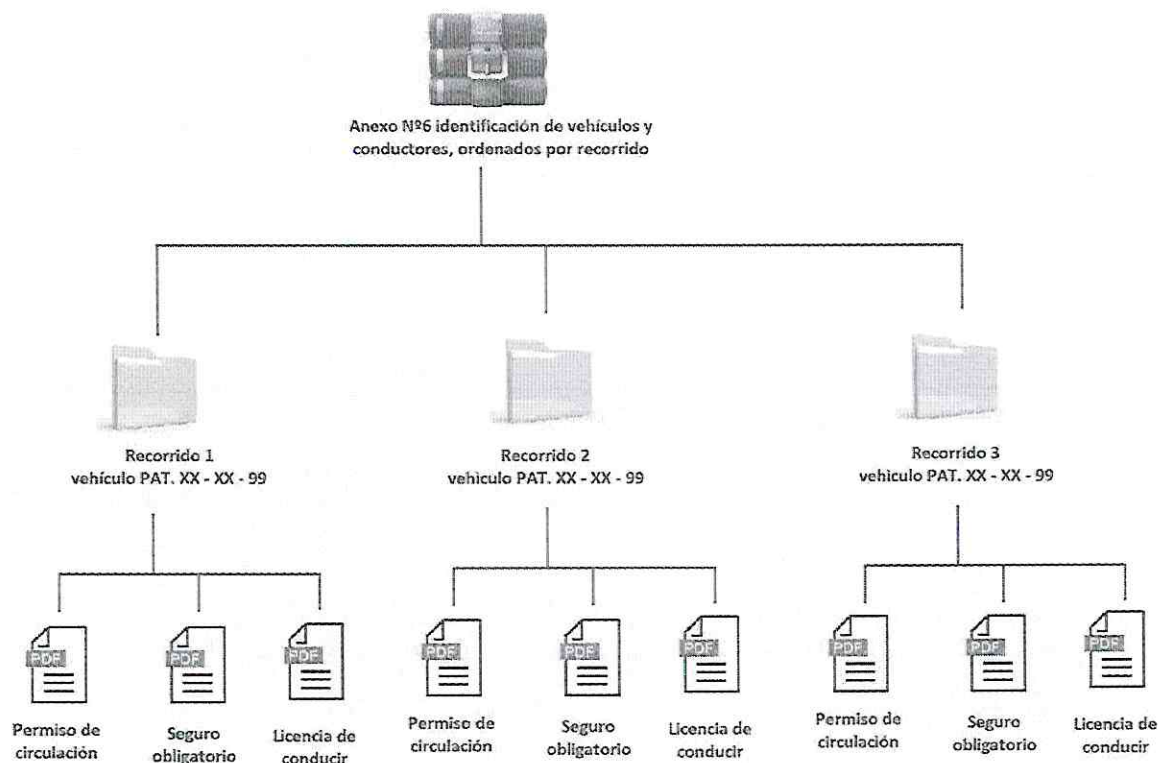 Anexo Nº6 identificación de vehículos y
conductores, ordenados por recorrido
Recorrido 1
vehículo PAT. XX - XX - 99
Recorrido 2
vehículo PAT. XX - XX - 99
Recorrido 3
vehículo PAT. XX - XX - 99
PDF
PDF
PDF
PDF
PDF
PDF
PDF
PDF
PDF
Permiso de
circulación
Seguro
obligatorio
Licencia de
conducir
Permiso de
circulación
Seguro
obligatorio
Licencia de
conducir
Permiso de
circulación
Seguro
obligatorio
Licencia de
conducir